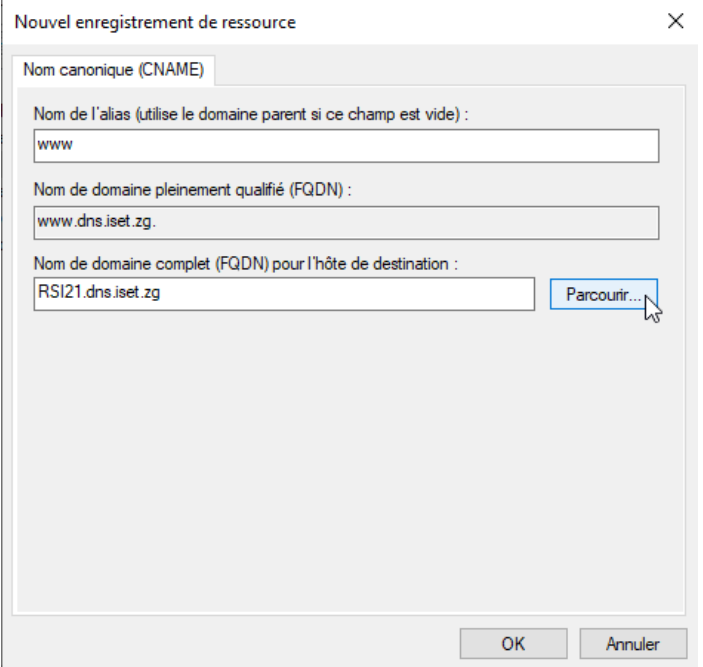 Nouvel enregistrement de ressource
Nom canonique (CNAME)
Nom de l'alias (utilise le domaine parent si ce champ est vide) :
www
Nom de domaine pleinement qualifié (FQDN) :
www.dns.iset.zg.
Nom de domaine complet (FQDN) pour l'hôte de destination :
RSI21.dns.iset.zg
Parcourir...
OK
Annuler